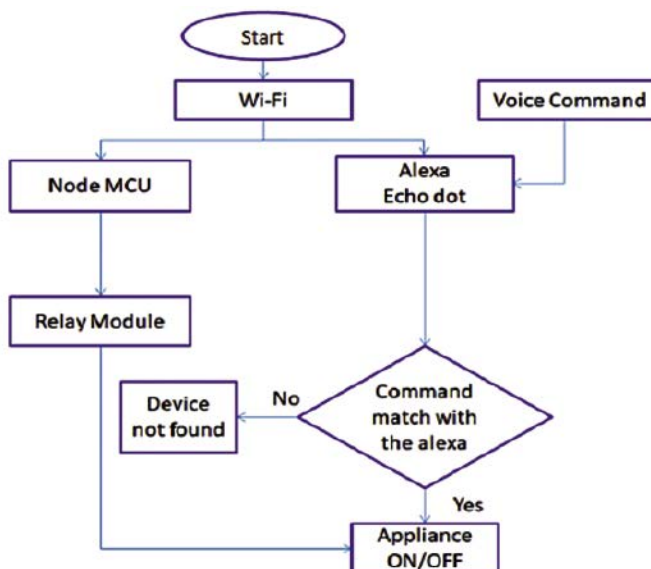 Start
Wi-Fi
Voice Command
Node MCU
Alexa
Echo dot
Relay Module
Device
not found
No
Command
match with
the alexa
Yes
Appliance
ON/OFF